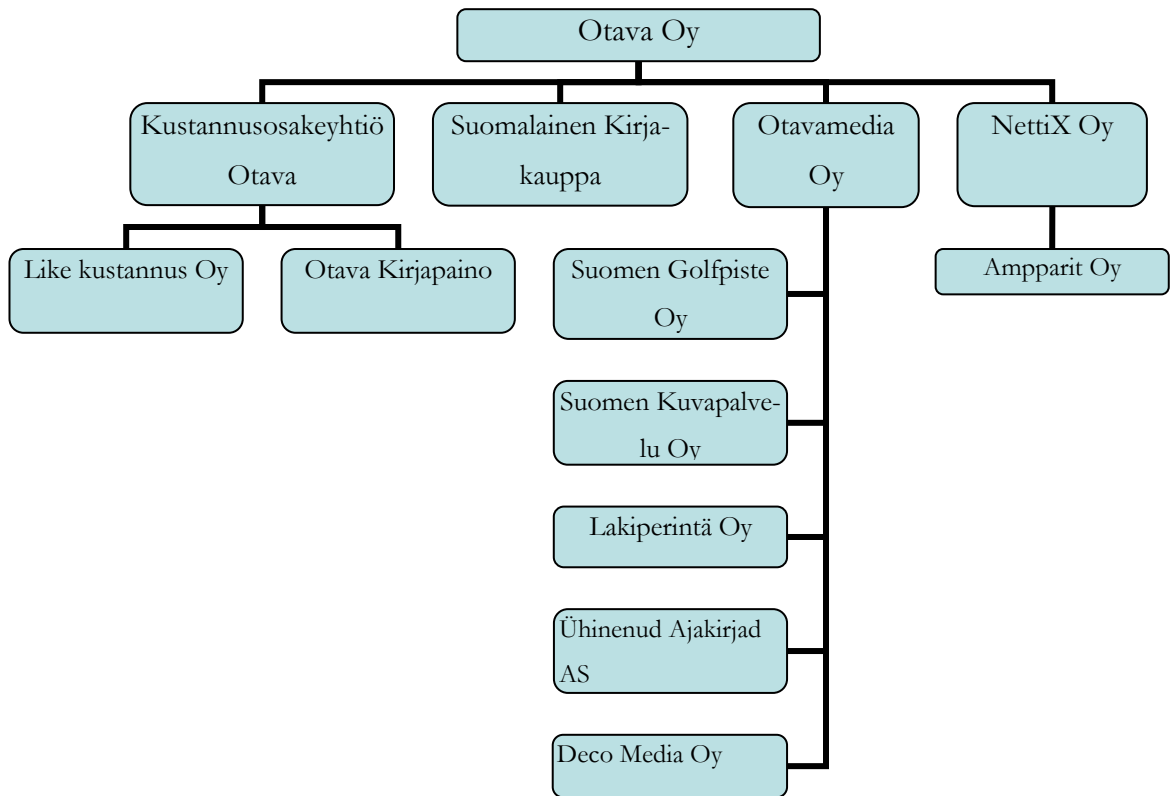 Otava Oy
Kustannusosakeyhtiö
Otava
Suomalainen Kirja-
kauppa
Otavamedia
Oy
NettiX Oy
Like kustannus Oy
Otava Kirjapaino
Suomen Golfpiste
Oy
Ampparit Oy
Suomen Kuvapalve-
lu Oy
Lakiperintä Oy
Ühinenud Ajakirjad
AS
Deco Media Oy